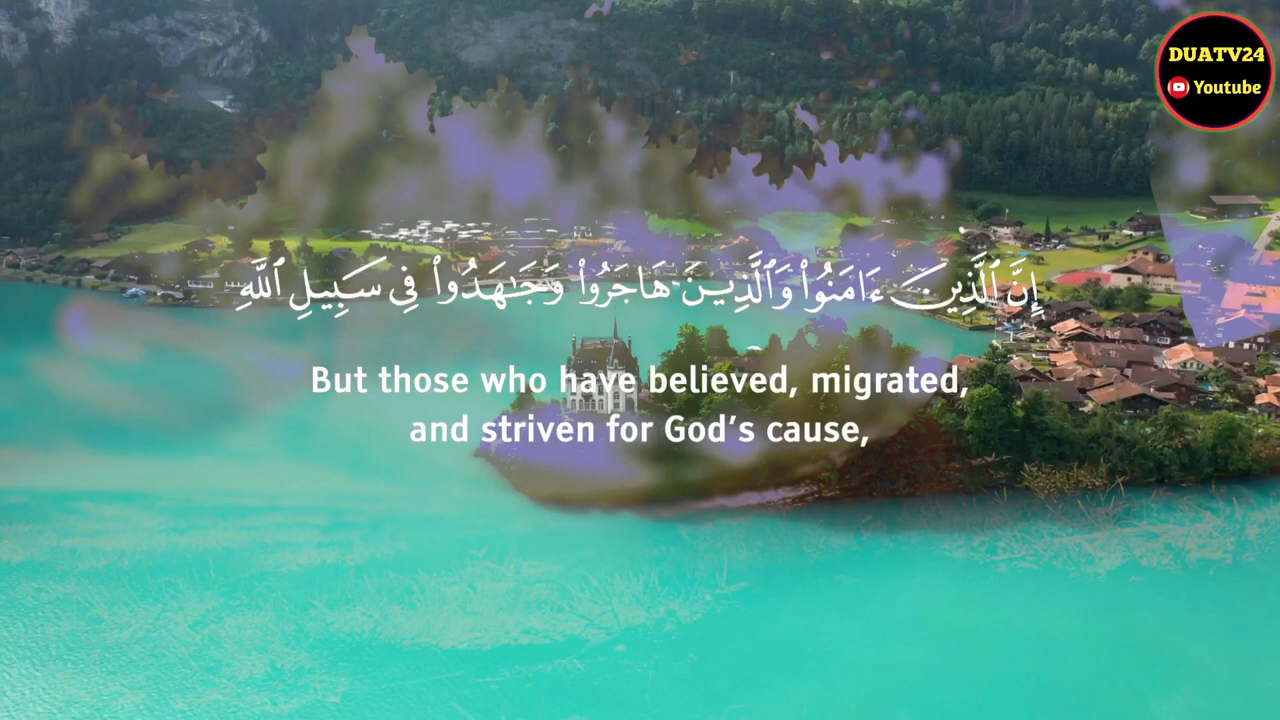 إِنَّ ٱلَّذِينَ ءَامَنُوا۟ وَٱلَّذِينَ هَاجَرُوا۟ وَجَـٰهَدُوا۟ فِى سَبِيلِ ٱللَّهِ
But those who have believed, migrated,
and striven for God's cause,
DUATV24
Youtube